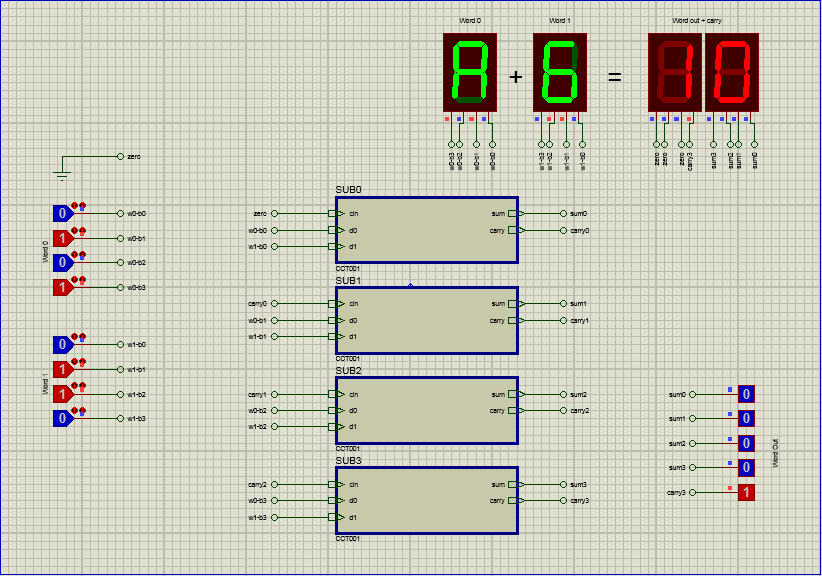 Word 0
Word 1
Word out + carry
A + 6 = 10
w0-b3
w0-b2
w0-b1
w0-b0
w1-b3
w1-b2
w1-b1
w1-b0
zero
zero
zero
carry3
sum3
sum2
sum1
sum0
zero
Word 0
0 w0-b0
1 w0-b1
0 w0-b2
1 w0-b3
Word 1
0 w1-b0
1 w1-b1
1 w1-b2
0 w1-b3
SUB0
zero cin sum sum0
w0-b0 d0 carry carry0
w1-b0 d1
CCT001
SUB1
carry0 cin sum sum1
w0-b1 d0 carry carry1
w1-b1 d1
CCT001
SUB2
carry1 cin sum sum2
w0-b2 d0 carry carry2
w1-b2 d1
CCT001
SUB3
carry2 cin sum sum3
w0-b3 d0 carry carry3
w1-b3 d1
CCT001
sum0 0
sum1 0
sum2 0
sum3 0
carry3 1
Word Out